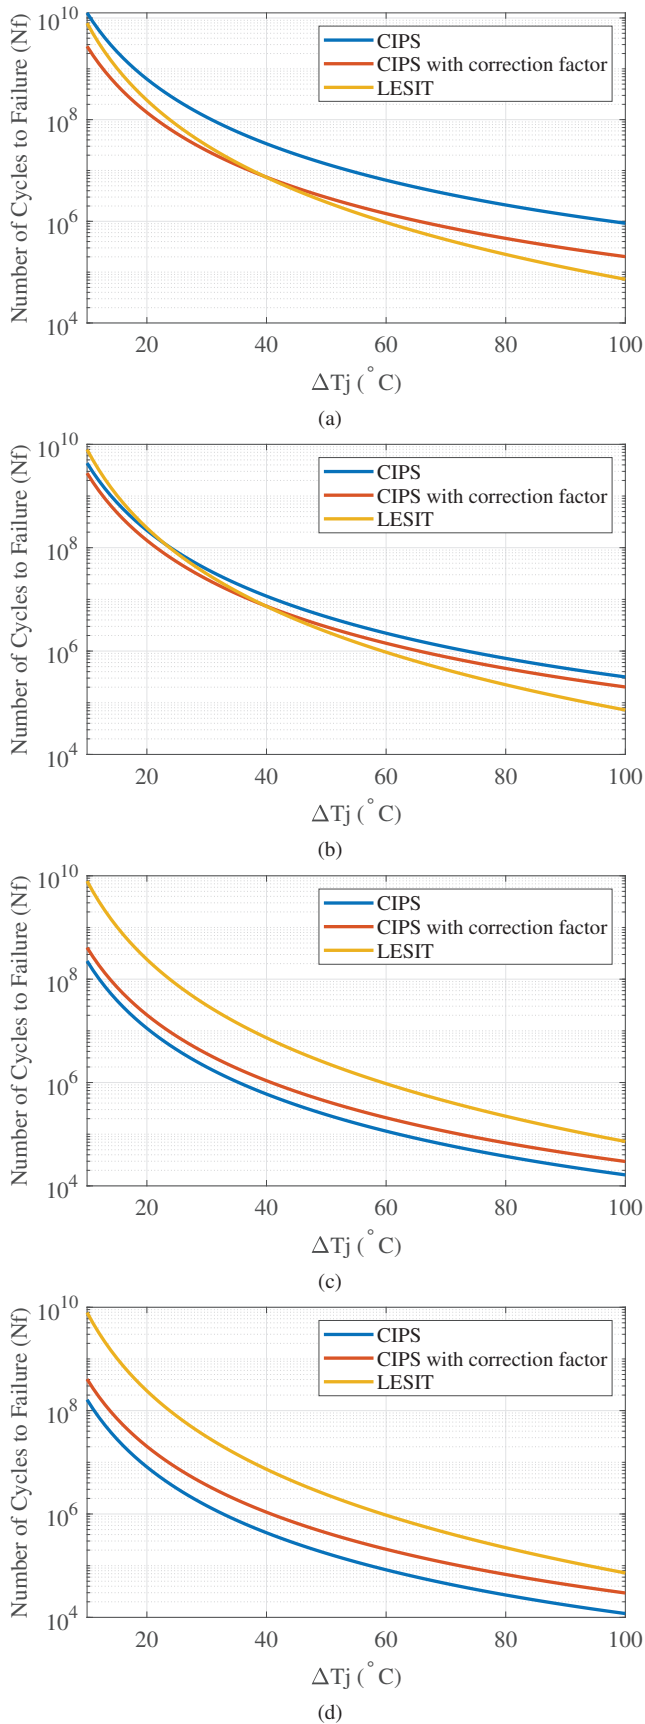 10^10
10^8
10^6
10^4
Number of Cycles to Failure (Nf)
CIPS
CIPS with correction factor
LESIT
20 40 60 80 100
ΔTj (°C)
(a)
10^10
10^8
10^6
10^4
Number of Cycles to Failure (Nf)
CIPS
CIPS with correction factor
LESIT
20 40 60 80 100
ΔTj (°C)
(b)
10^10
10^8
10^6
10^4
Number of Cycles to Failure (Nf)
CIPS
CIPS with correction factor
LESIT
20 40 60 80 100
ΔTj (°C)
(c)
10^10
10^8
10^6
10^4
Number of Cycles to Failure (Nf)
CIPS
CIPS with correction factor
LESIT
20 40 60 80 100
ΔTj (°C)
(d)